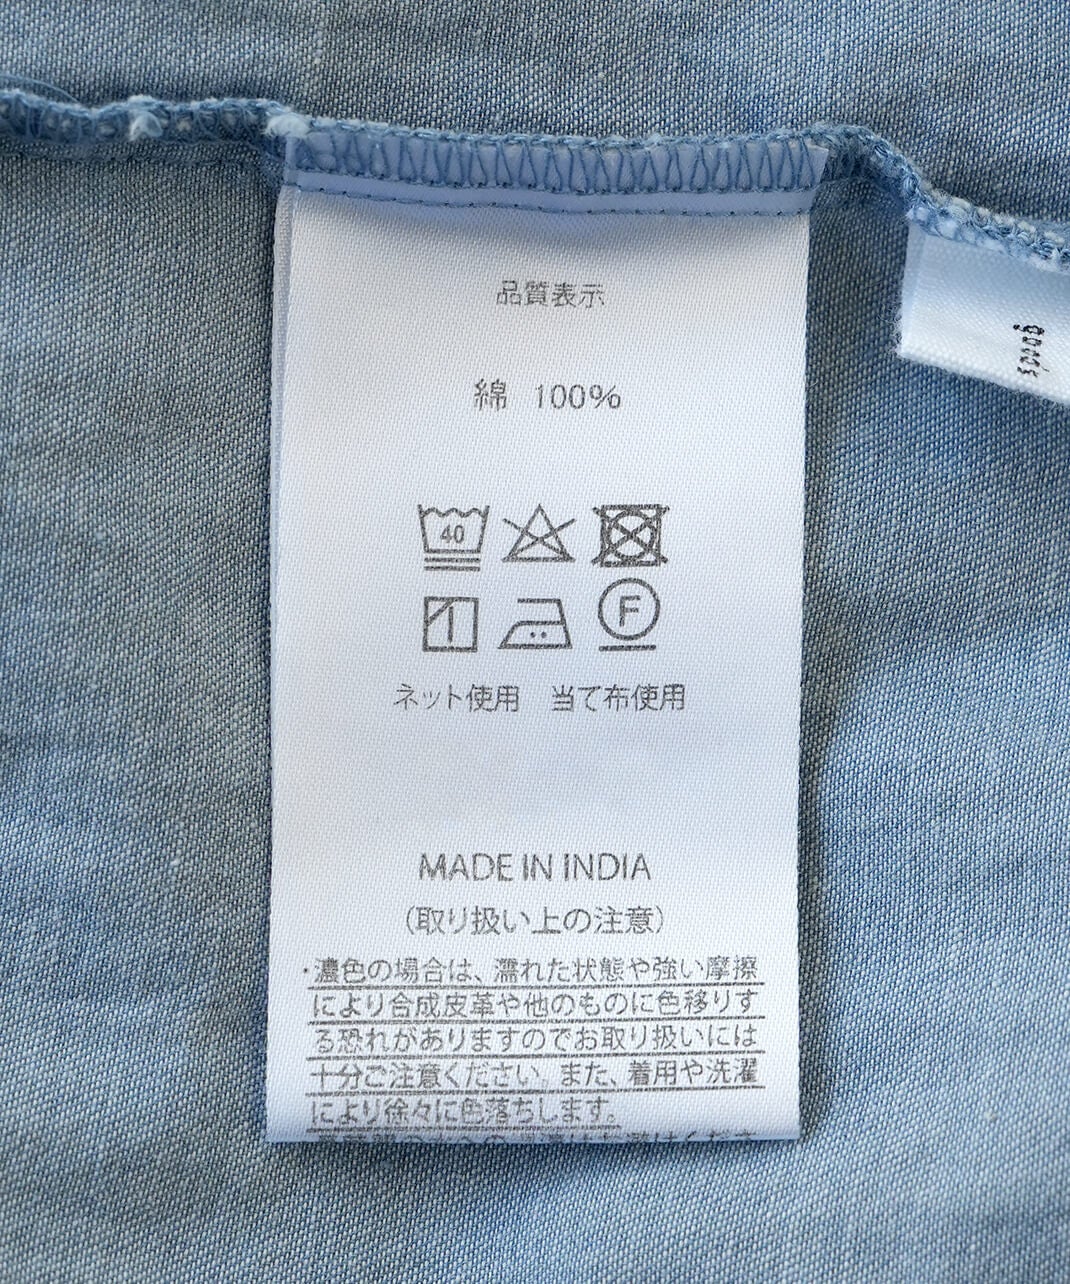 品質表示
綿 100%
40
F
ネット使用 当て布使用
MADE IN INDIA
(取り扱い上の注意)
・濃色の場合は、濡れた状態や強い摩擦
により合成皮革や他のものに色移りす
る恐れがありますのでお取り扱いには
十分ご注意ください。また、着用や洗濯
により徐々に色落ちします。
goods